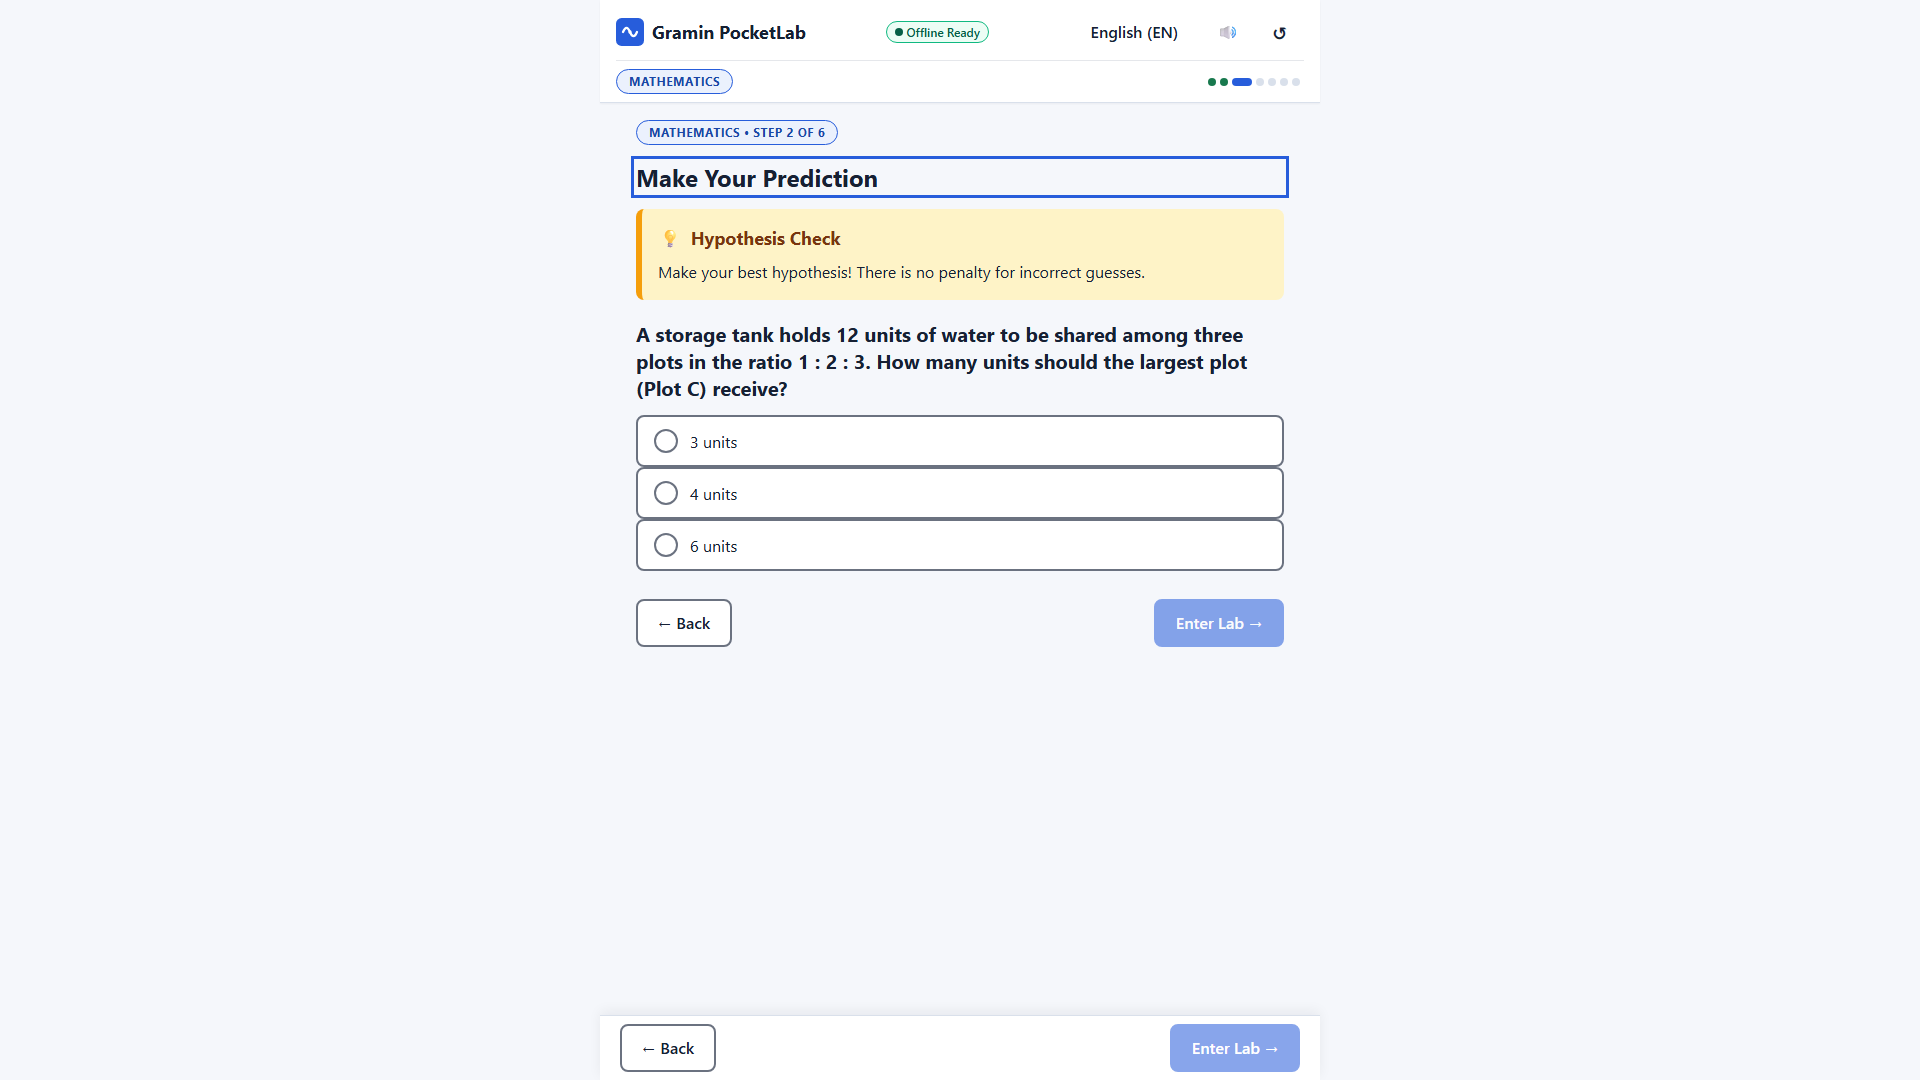 Gramin PocketLab
Offline Ready
English (EN)
MATHEMATICS
MATHEMATICS • STEP 2 OF 6
Make Your Prediction
Hypothesis Check
Make your best hypothesis! There is no penalty for incorrect guesses.
A storage tank holds 12 units of water to be shared among three
plots in the ratio 1 : 2 : 3. How many units should the largest plot
(Plot C) receive?
3 units
4 units
6 units
← Back
Enter Lab →
← Back
Enter Lab →